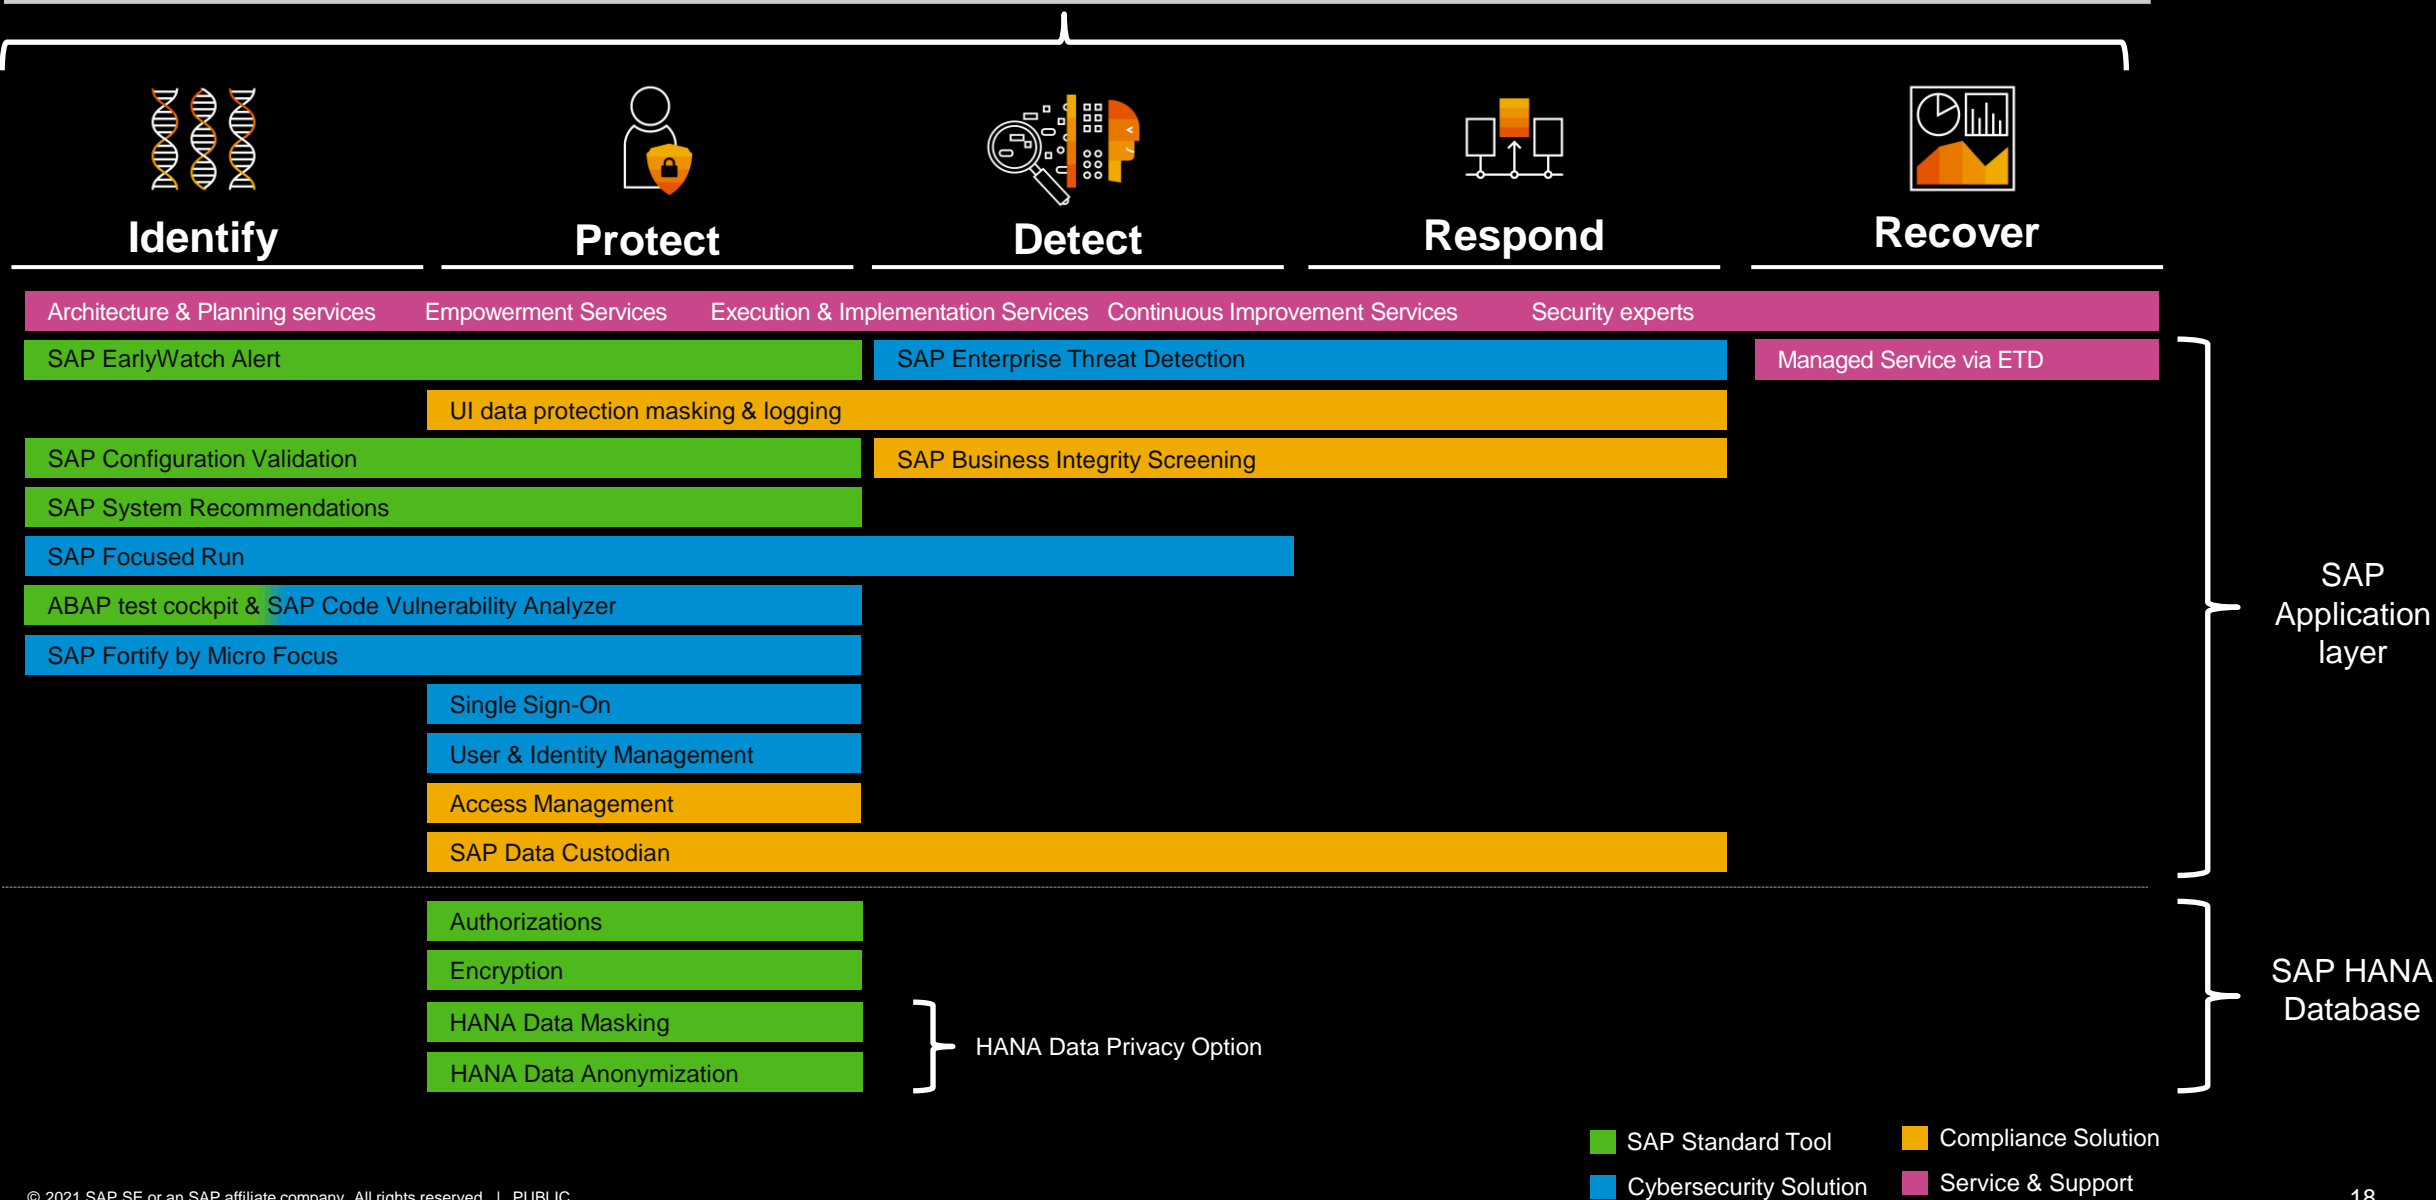 Identify
Protect
Detect
Respond
Recover
Architecture & Planning services
Empowerment Services
Execution & Implementation Services
Continuous Improvement Services
Security experts
SAP EarlyWatch Alert
SAP Enterprise Threat Detection
Managed Service via ETD
UI data protection masking & logging
SAP Configuration Validation
SAP Business Integrity Screening
SAP System Recommendations
SAP Focused Run
ABAP test cockpit & SAP Code Vulnerability Analyzer
SAP Fortify by Micro Focus
Single Sign-On
User & Identity Management
Access Management
SAP Data Custodian
SAP
Application
layer
Authorizations
Encryption
HANA Data Masking
HANA Data Anonymization
HANA Data Privacy Option
SAP HANA
Database
SAP Standard Tool
Compliance Solution
Cybersecurity Solution
Service & Support
© 2021 SAP SE or an SAP affiliate company. All rights reserved. | PUBLIC
18